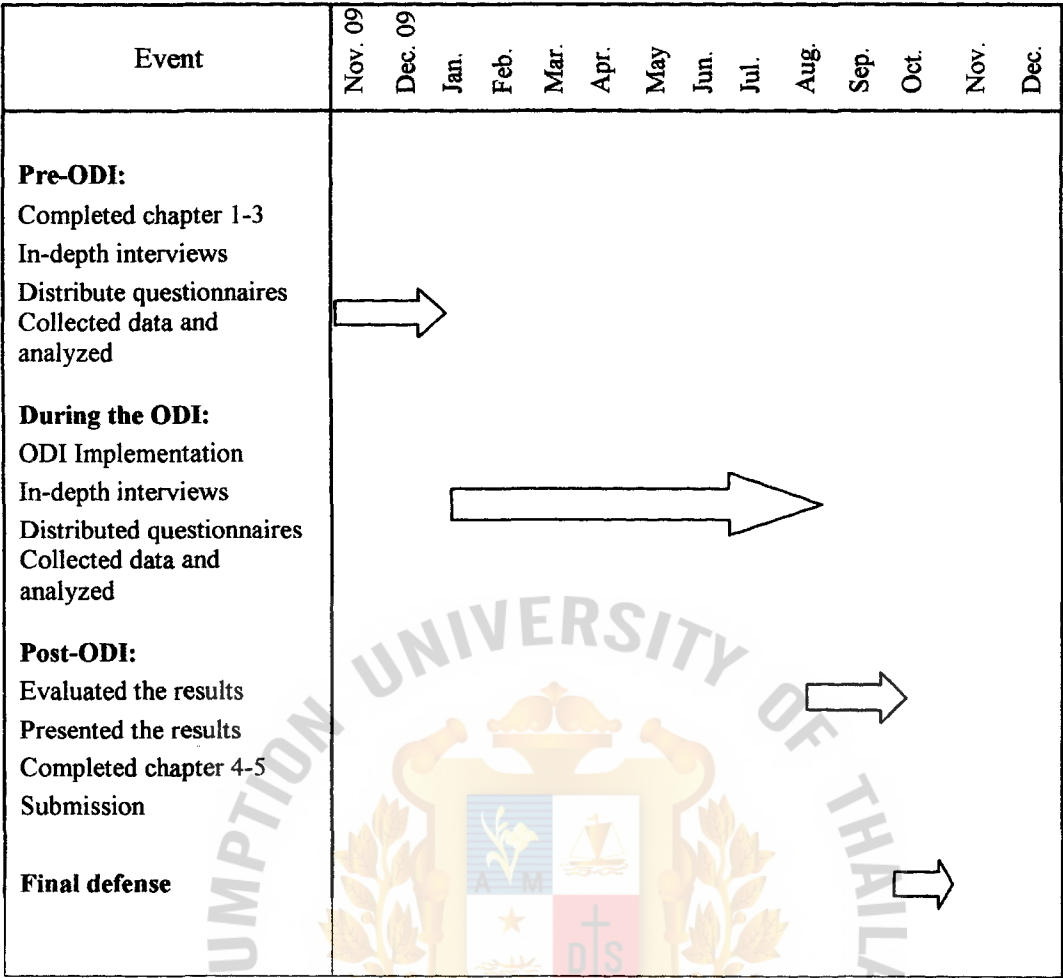 Event
Nov. 09
Dec. 09
Jan.
Feb.
Mar.
Apr.
May
Jun.
Jul.
Aug.
Sep.
Oct.
Nov.
Dec.
Pre-ODI:
Completed chapter 1-3
In-depth interviews
Distribute questionnaires
Collected data and
analyzed
During the ODI:
ODI Implementation
In-depth interviews
Distributed questionnaires
Collected data and
analyzed
Post-ODI:
Evaluated the results
Presented the results
Completed chapter 4-5
Submission
Final defense
UMPTION UNIVERSITY OF THAILA
A M
D S